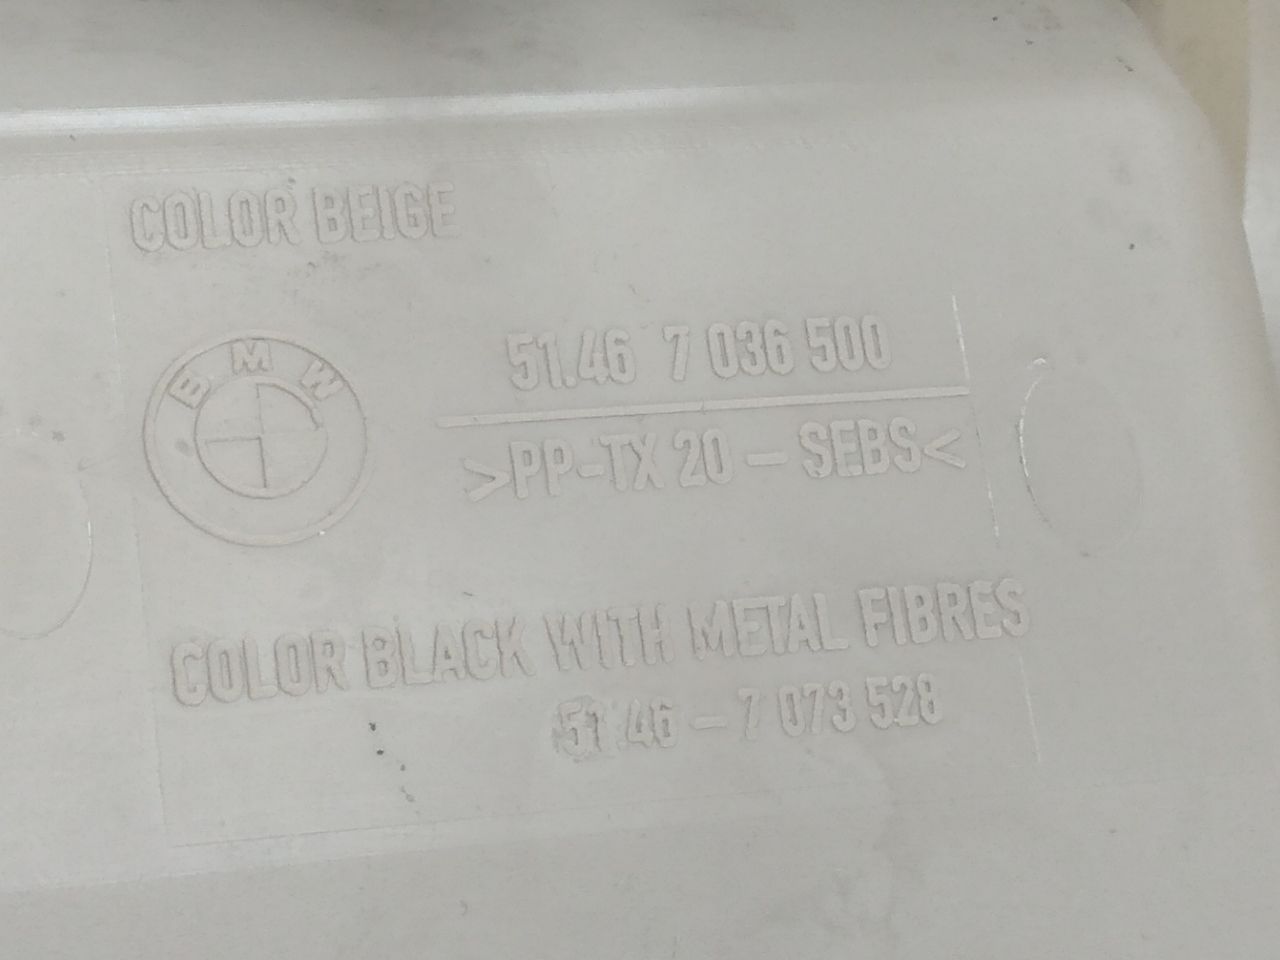 COLOR BEIGE
BMW
51.46 7 036 500
>PP-TX 20 - SEBS<
COLOR BLACK WITH METAL FIBRES
51 46 - 7 073 528